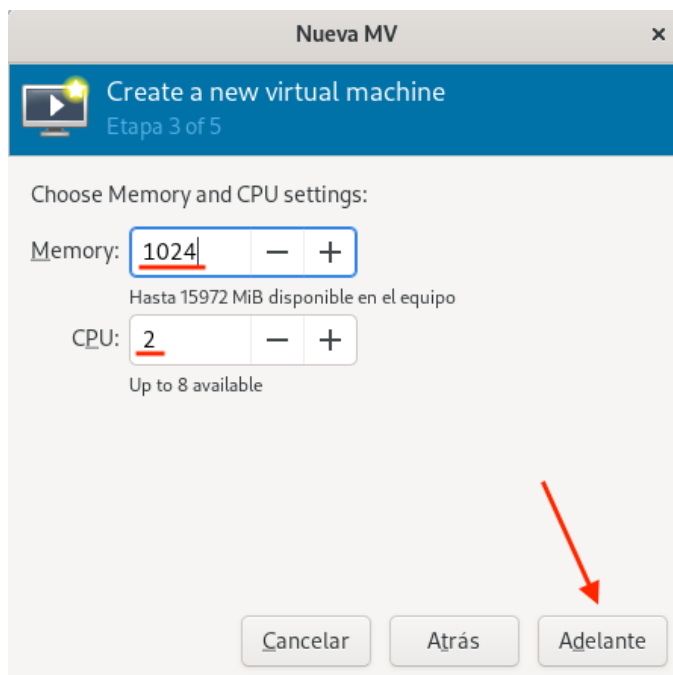 Nueva MV ×
Create a new virtual machine
Etapa 3 of 5
Choose Memory and CPU settings:
Memory: 1024 − +
Hasta 15972 MiB disponible en el equipo
CPU: 2 − +
Up to 8 available
Cancelar Atrás Adelante